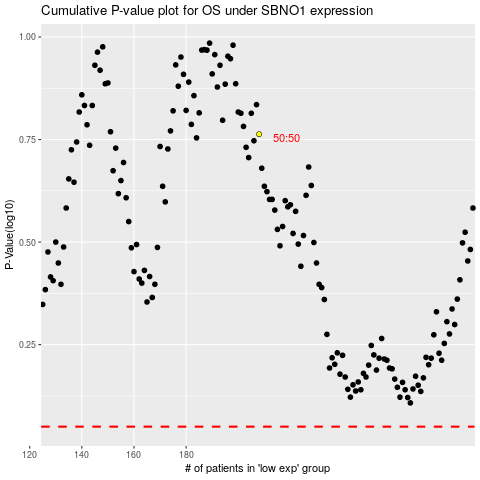 Cumulative P-value plot for OS under SBNO1 expression
1.00
0.75
0.50
0.25
50:50
P-Value(log10)
120 140 160 180
# of patients in 'low exp' group